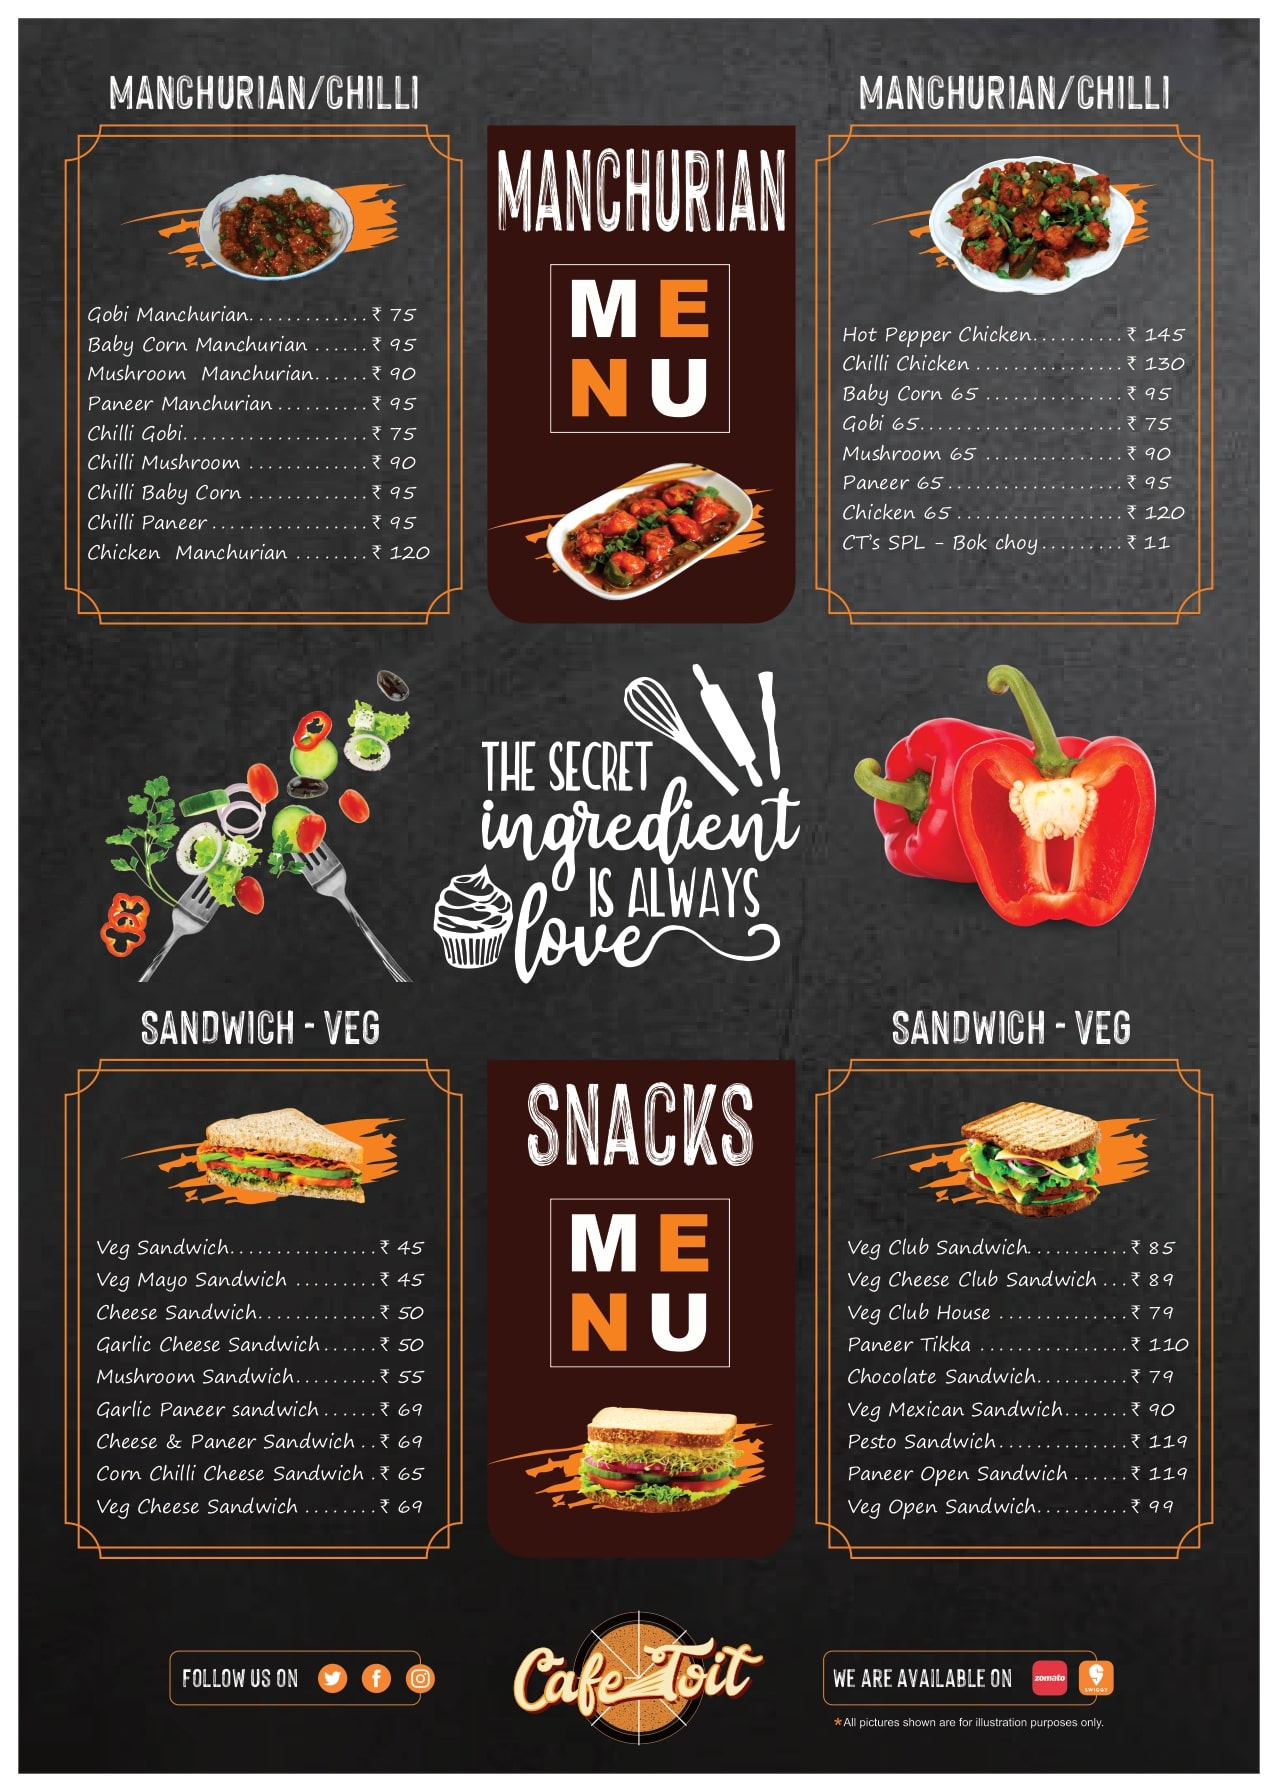 MANCHURIAN/CHILLI
Gobi Manchurian.............₹ 75
Baby Corn Manchurian ......₹ 95
Mushroom Manchurian......₹ 90
Paneer Manchurian..........₹ 95
Chilli Gobi....................₹ 75
Chilli Mushroom .............₹ 90
Chilli Baby Corn .............₹ 95
Chilli Paneer.................₹ 95
Chicken Manchurian ........₹ 120
MANCHURIAN
M E
N U
MANCHURIAN/CHILLI
Hot Pepper Chicken..........₹ 145
Chilli Chicken ................₹ 130
Baby Corn 65 ...............₹ 95
Gobi 65......................₹ 75
Mushroom 65 ...............₹ 90
Paneer 65...................₹ 95
Chicken 65..................₹ 120
CT's SPL - Bok choy.........₹ 11
THE SECRET
ingredient
IS ALWAYS
love
SANDWICH - VEG
Veg Sandwich................₹ 45
Veg Mayo Sandwich .........₹ 45
Cheese Sandwich.............₹ 50
Garlic Cheese Sandwich......₹ 50
Mushroom Sandwich.........₹ 55
Garlic Paneer sandwich......₹ 69
Cheese & Paneer Sandwich ..₹ 69
Corn Chilli Cheese Sandwich .₹ 65
Veg Cheese Sandwich ........₹ 69
SNACKS
M E
N U
SANDWICH - VEG
Veg Club Sandwich...........₹ 85
Veg Cheese Club Sandwich ...₹ 89
Veg Club House ..............₹ 79
Paneer Tikka ................₹ 110
Chocolate Sandwich..........₹ 79
Veg Mexican Sandwich.......₹ 90
Pesto Sandwich..............₹ 119
Paneer Open Sandwich ......₹ 119
Veg Open Sandwich..........₹ 99
FOLLOW US ON
Cafe Toit
WE ARE AVAILABLE ON
zomato
SWIGGY
*All pictures shown are for illustration purposes only.